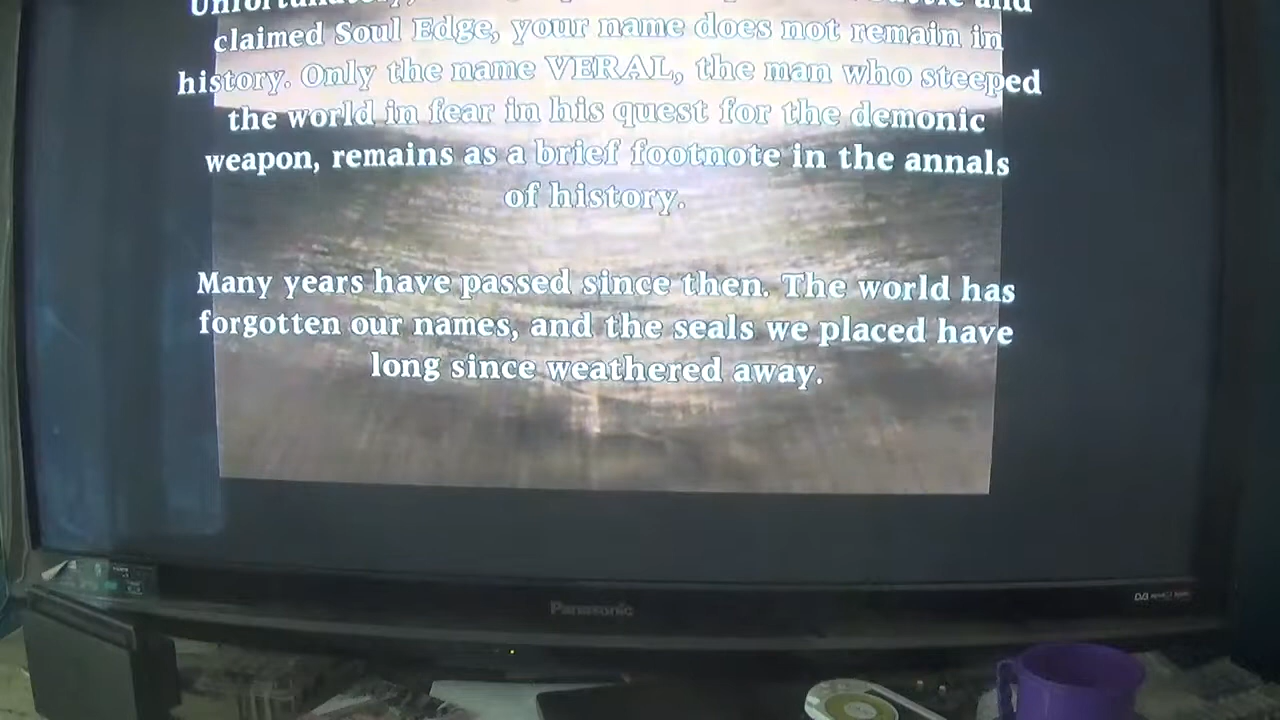 claimed Soul Edge, your name does not remain in
history. Only the name VERAL, the man who steeped
the world in fear in his quest for the demonic
weapon, remains as a brief footnote in the annals
of history.
Many years have passed since then. The world has
forgotten our names, and the seals we placed have
long since weathered away.
Panasonic